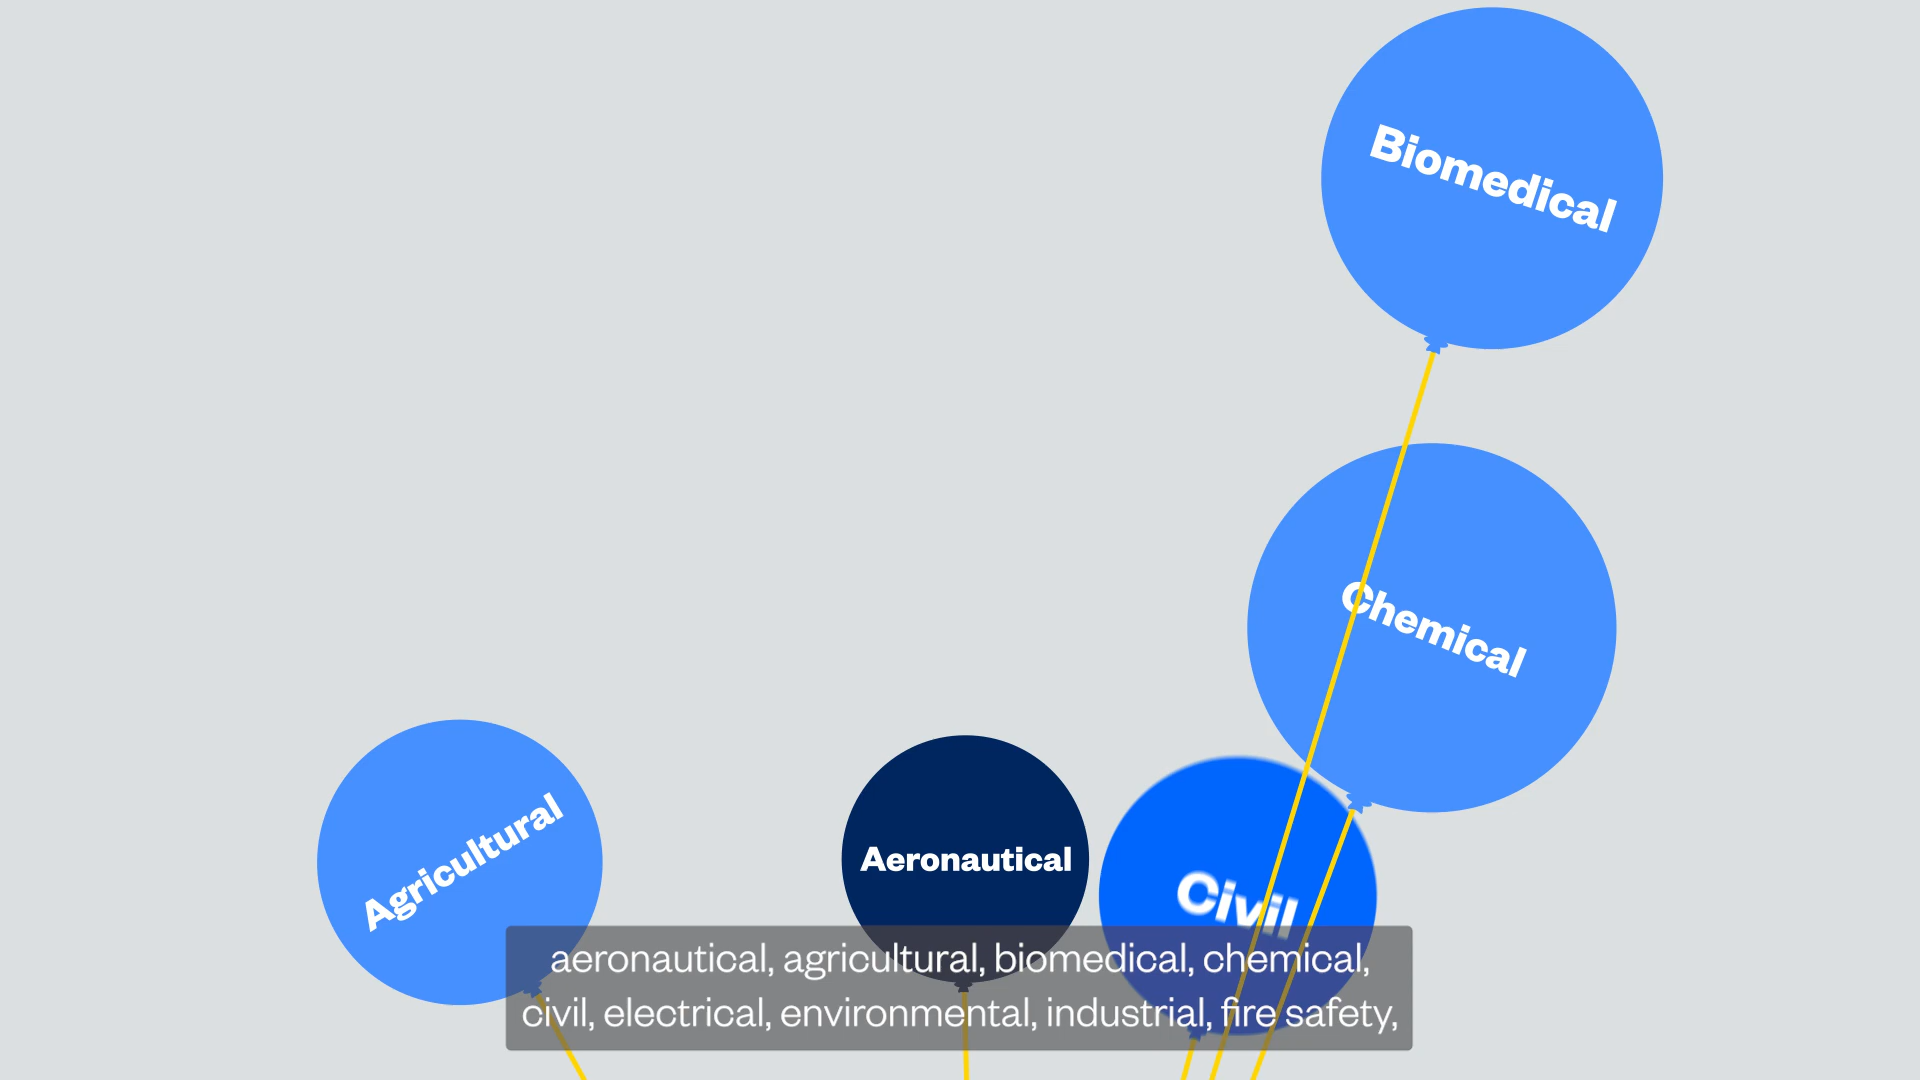 Biomedical
Chemical
Agricultural
Aeronautical
Civil
aeronautical, agricultural, biomedical, chemical,
civil, electrical, environmental, industrial, fire safety,